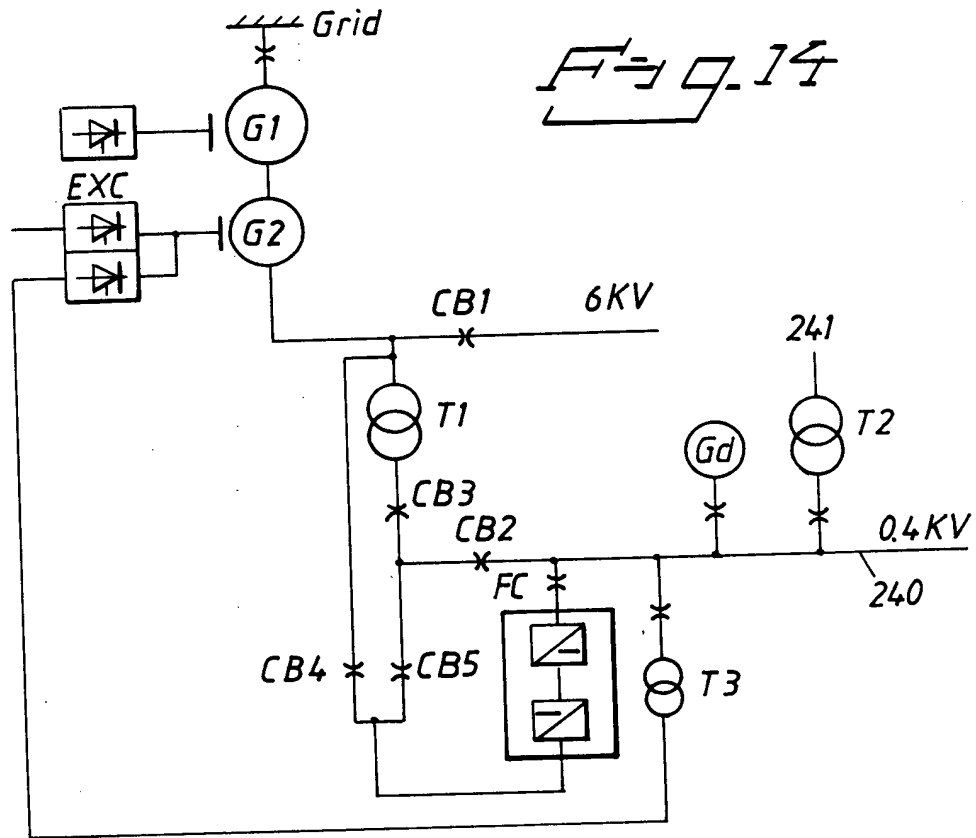 Grid
Fig. 14
G1
EXC
G2
CB1
6KV
241
T1
Gd
T2
CB3
CB2
0.4KV
FC
240
CB4
CB5
T3